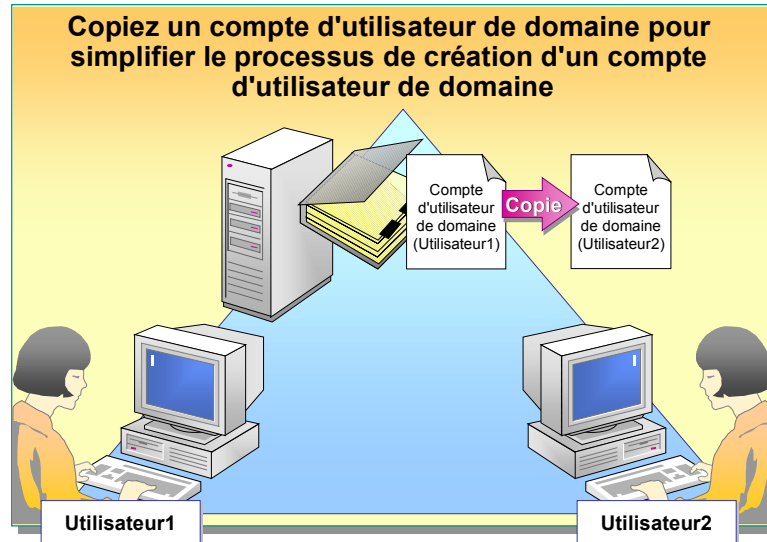 Copiez un compte d'utilisateur de domaine pour
simplifier le processus de création d'un compte
d'utilisateur de domaine
Compte
d'utilisateur
de domaine
(Utilisateur1)
Copie
Compte
d'utilisateur
de domaine
(Utilisateur2)
Utilisateur1
Utilisateur2